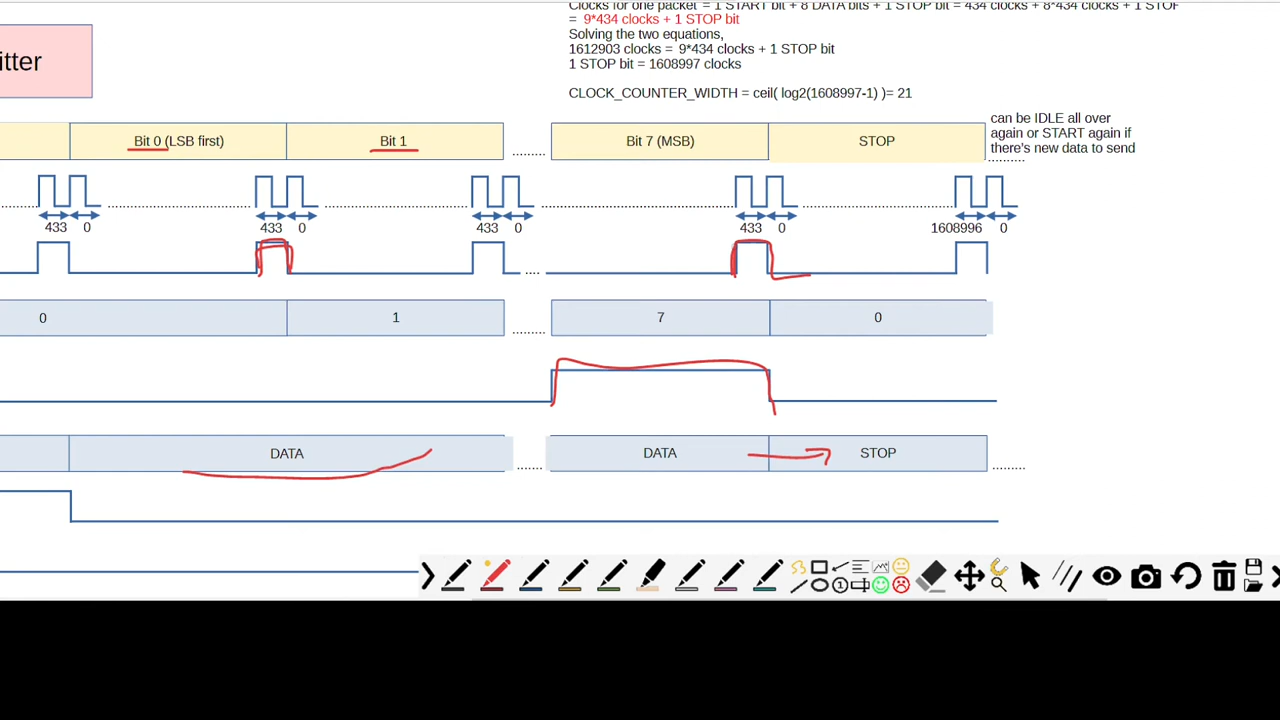 Clocks for one packet = 1 START bit + 8 DATA bits + 1 STOP bit = 434 clocks + 8*434 clocks + 1 STOP
= 9*434 clocks + 1 STOP bit
Solving the two equations,
1612903 clocks = 9*434 clocks + 1 STOP bit
1 STOP bit = 1608997 clocks
itter
CLOCK_COUNTER_WIDTH = ceil( log2(1608997-1) )= 21
can be IDLE all over
again or START again if
there's new data to send
Bit 0 (LSB first) Bit 1 Bit 7 (MSB) STOP
433 0 433 0 433 0 433 0 1608996 0
0 1 7 0
DATA DATA STOP